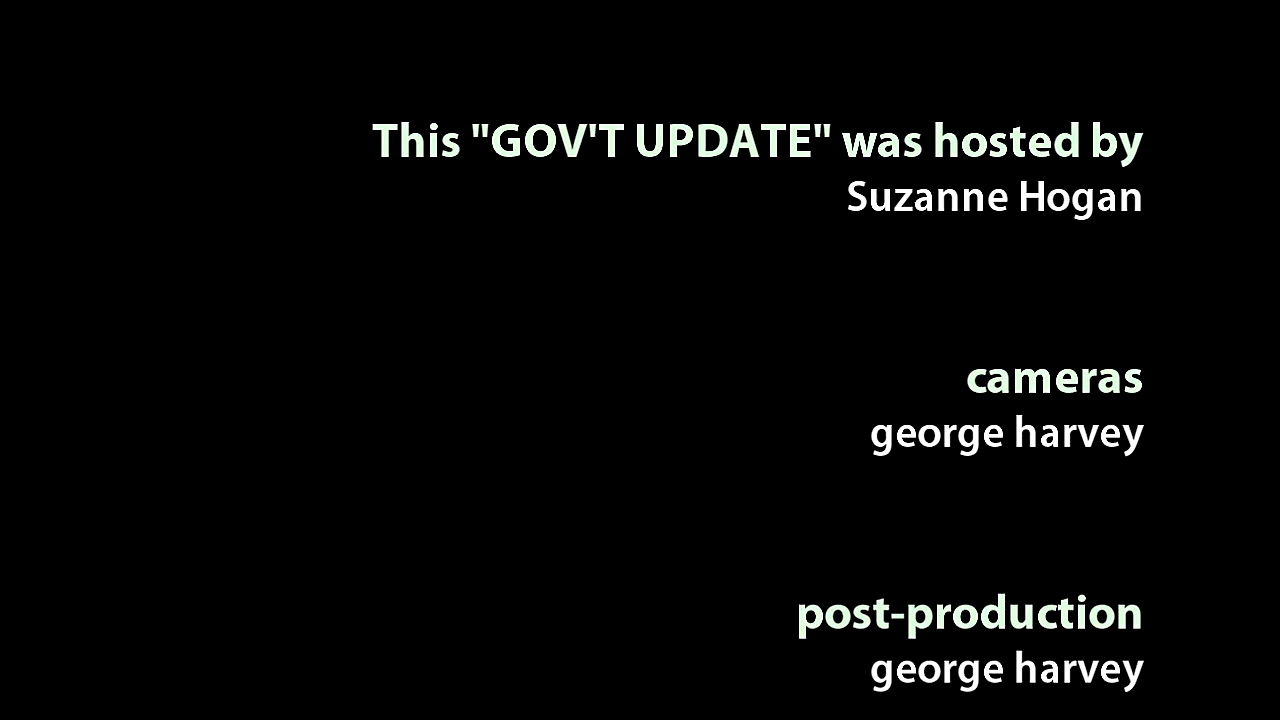 This "GOV'T UPDATE" was hosted by
Suzanne Hogan
cameras
george harvey
post-production
george harvey